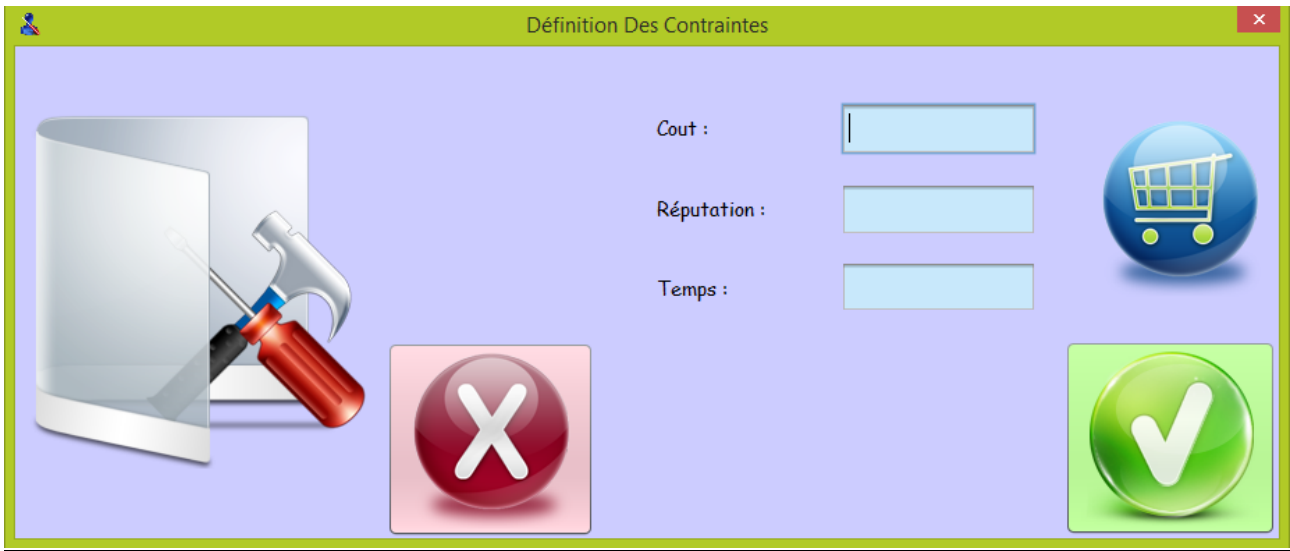 Définition Des Contraintes
Cout :
Réputation :
Temps :